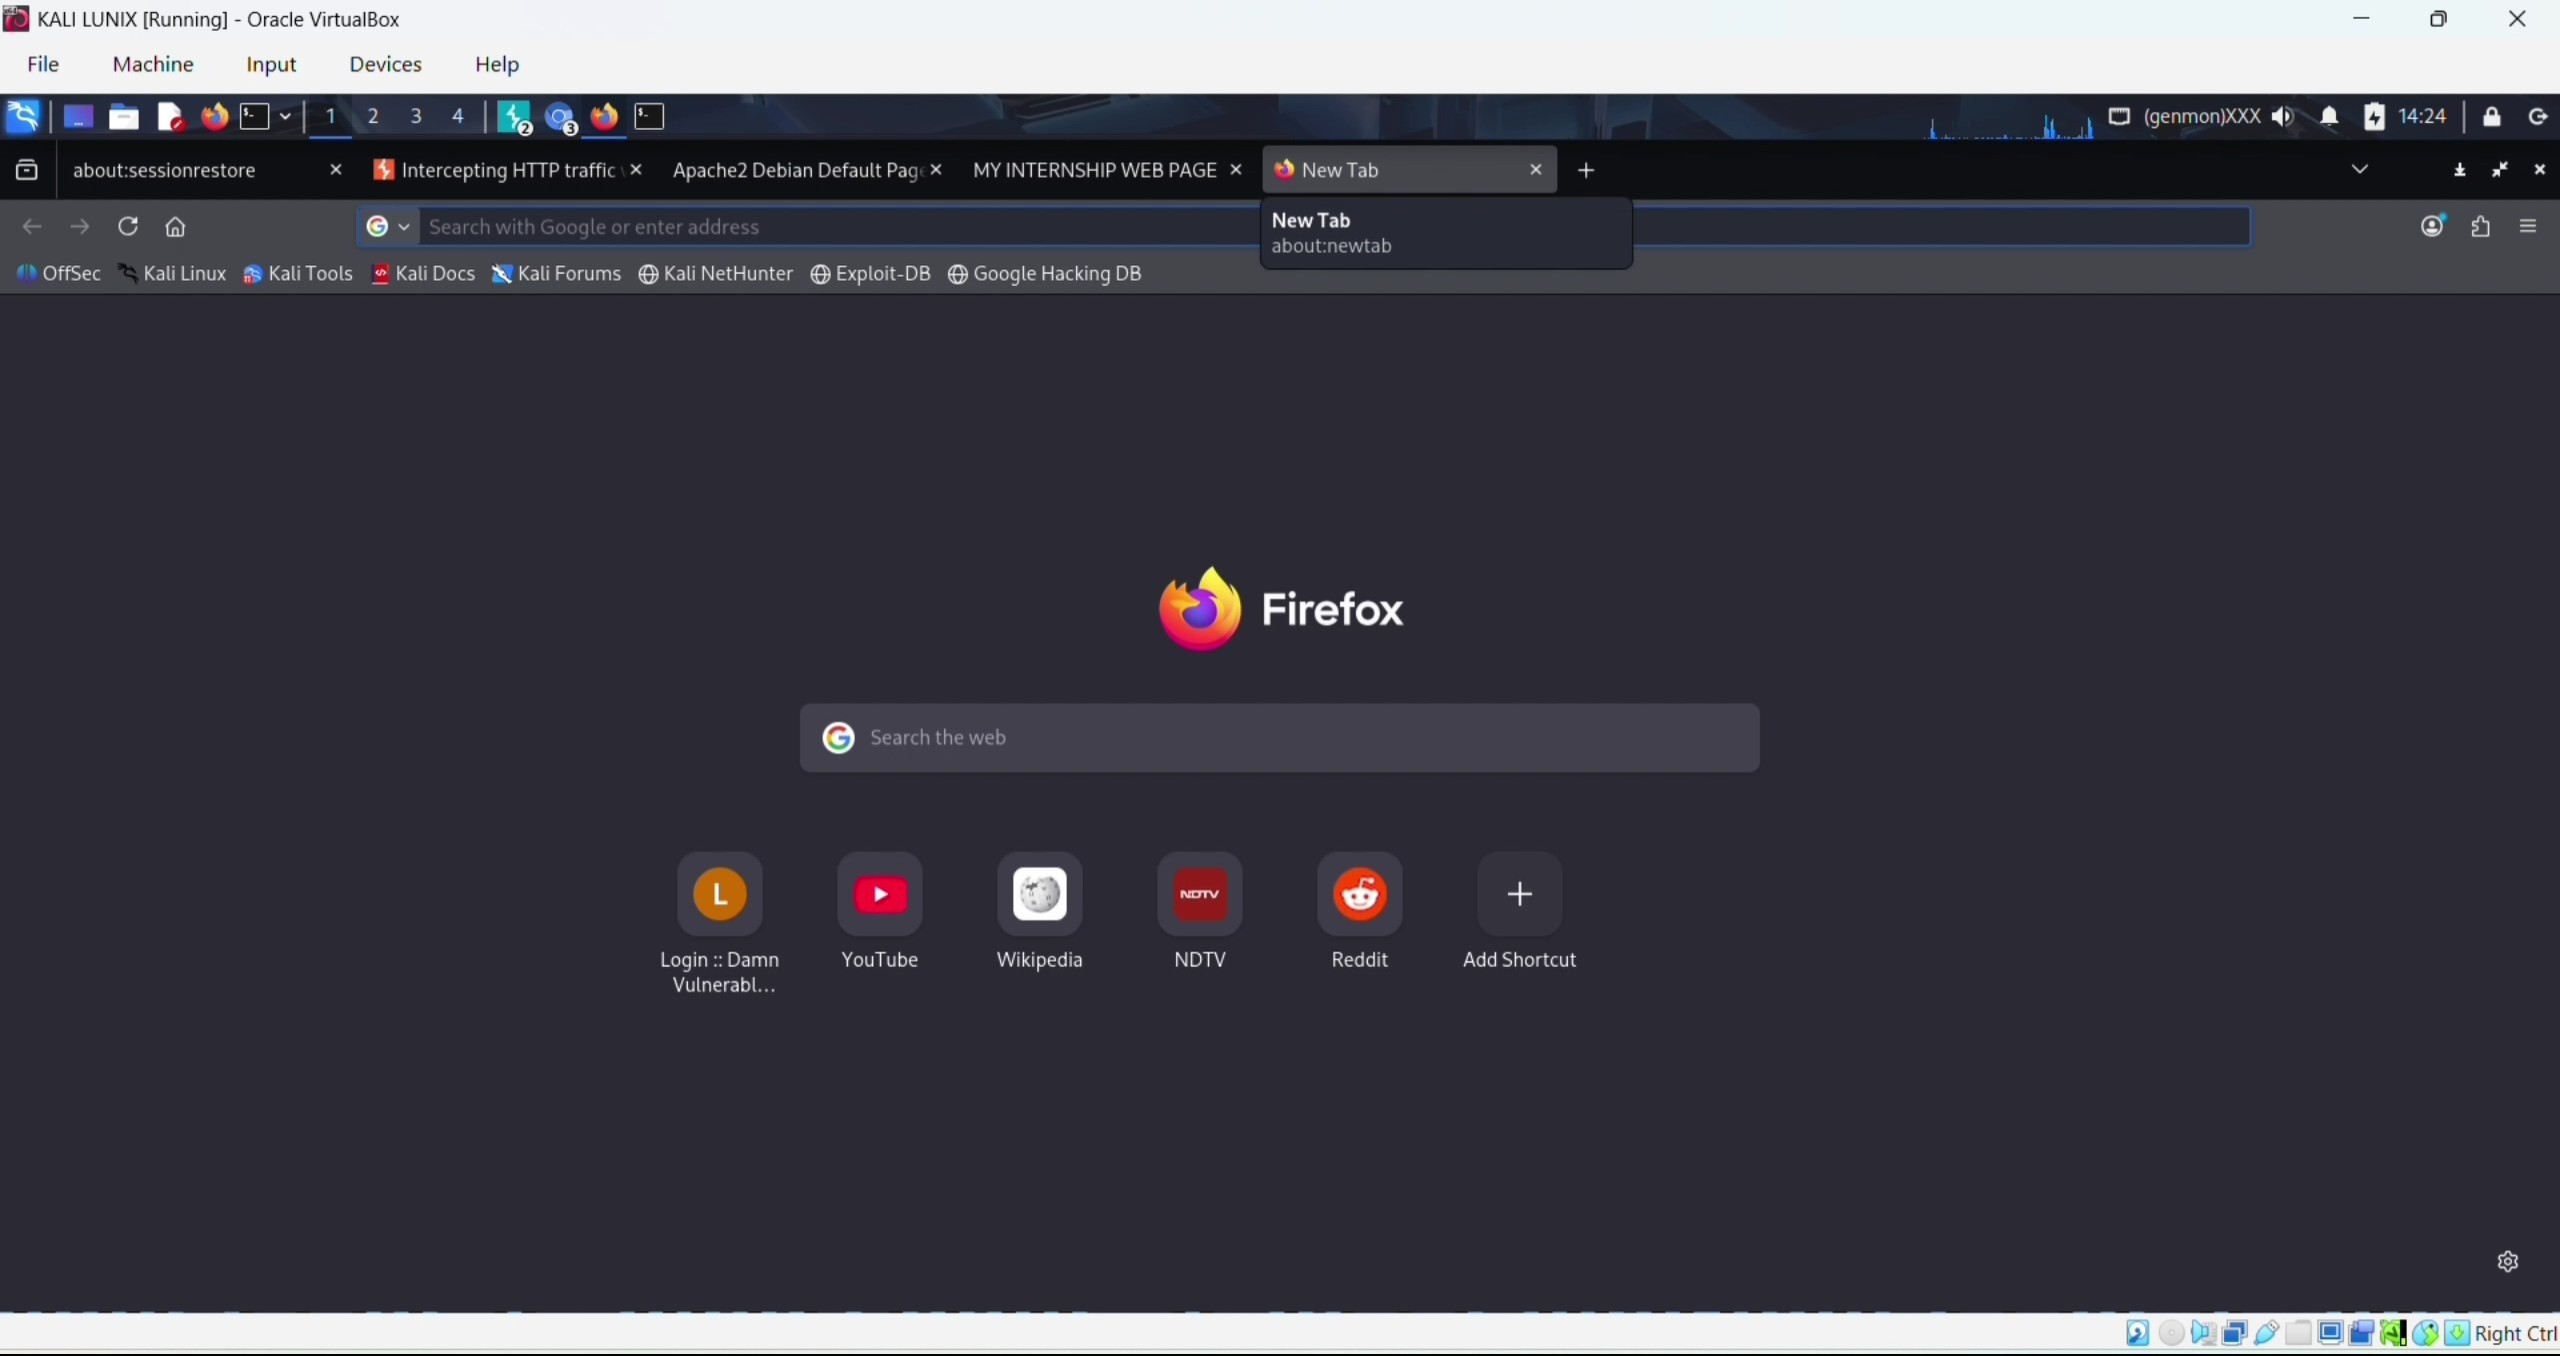 KALI LUNIX [Running] - Oracle VirtualBox
File Machine Input Devices Help
1 2 3 4 2 3 (genmon)XXX 14:24
about:sessionrestore Intercepting HTTP traffic Apache2 Debian Default Page MY INTERNSHIP WEB PAGE New Tab
Search with Google or enter address
New Tab
about:newtab
OffSec Kali Linux Kali Tools Kali Docs Kali Forums Kali NetHunter Exploit-DB Google Hacking DB
Firefox
Search the web
L NDTV
Login :: Damn Vulnerabl... YouTube Wikipedia NDTV Reddit Add Shortcut
Right Ctrl